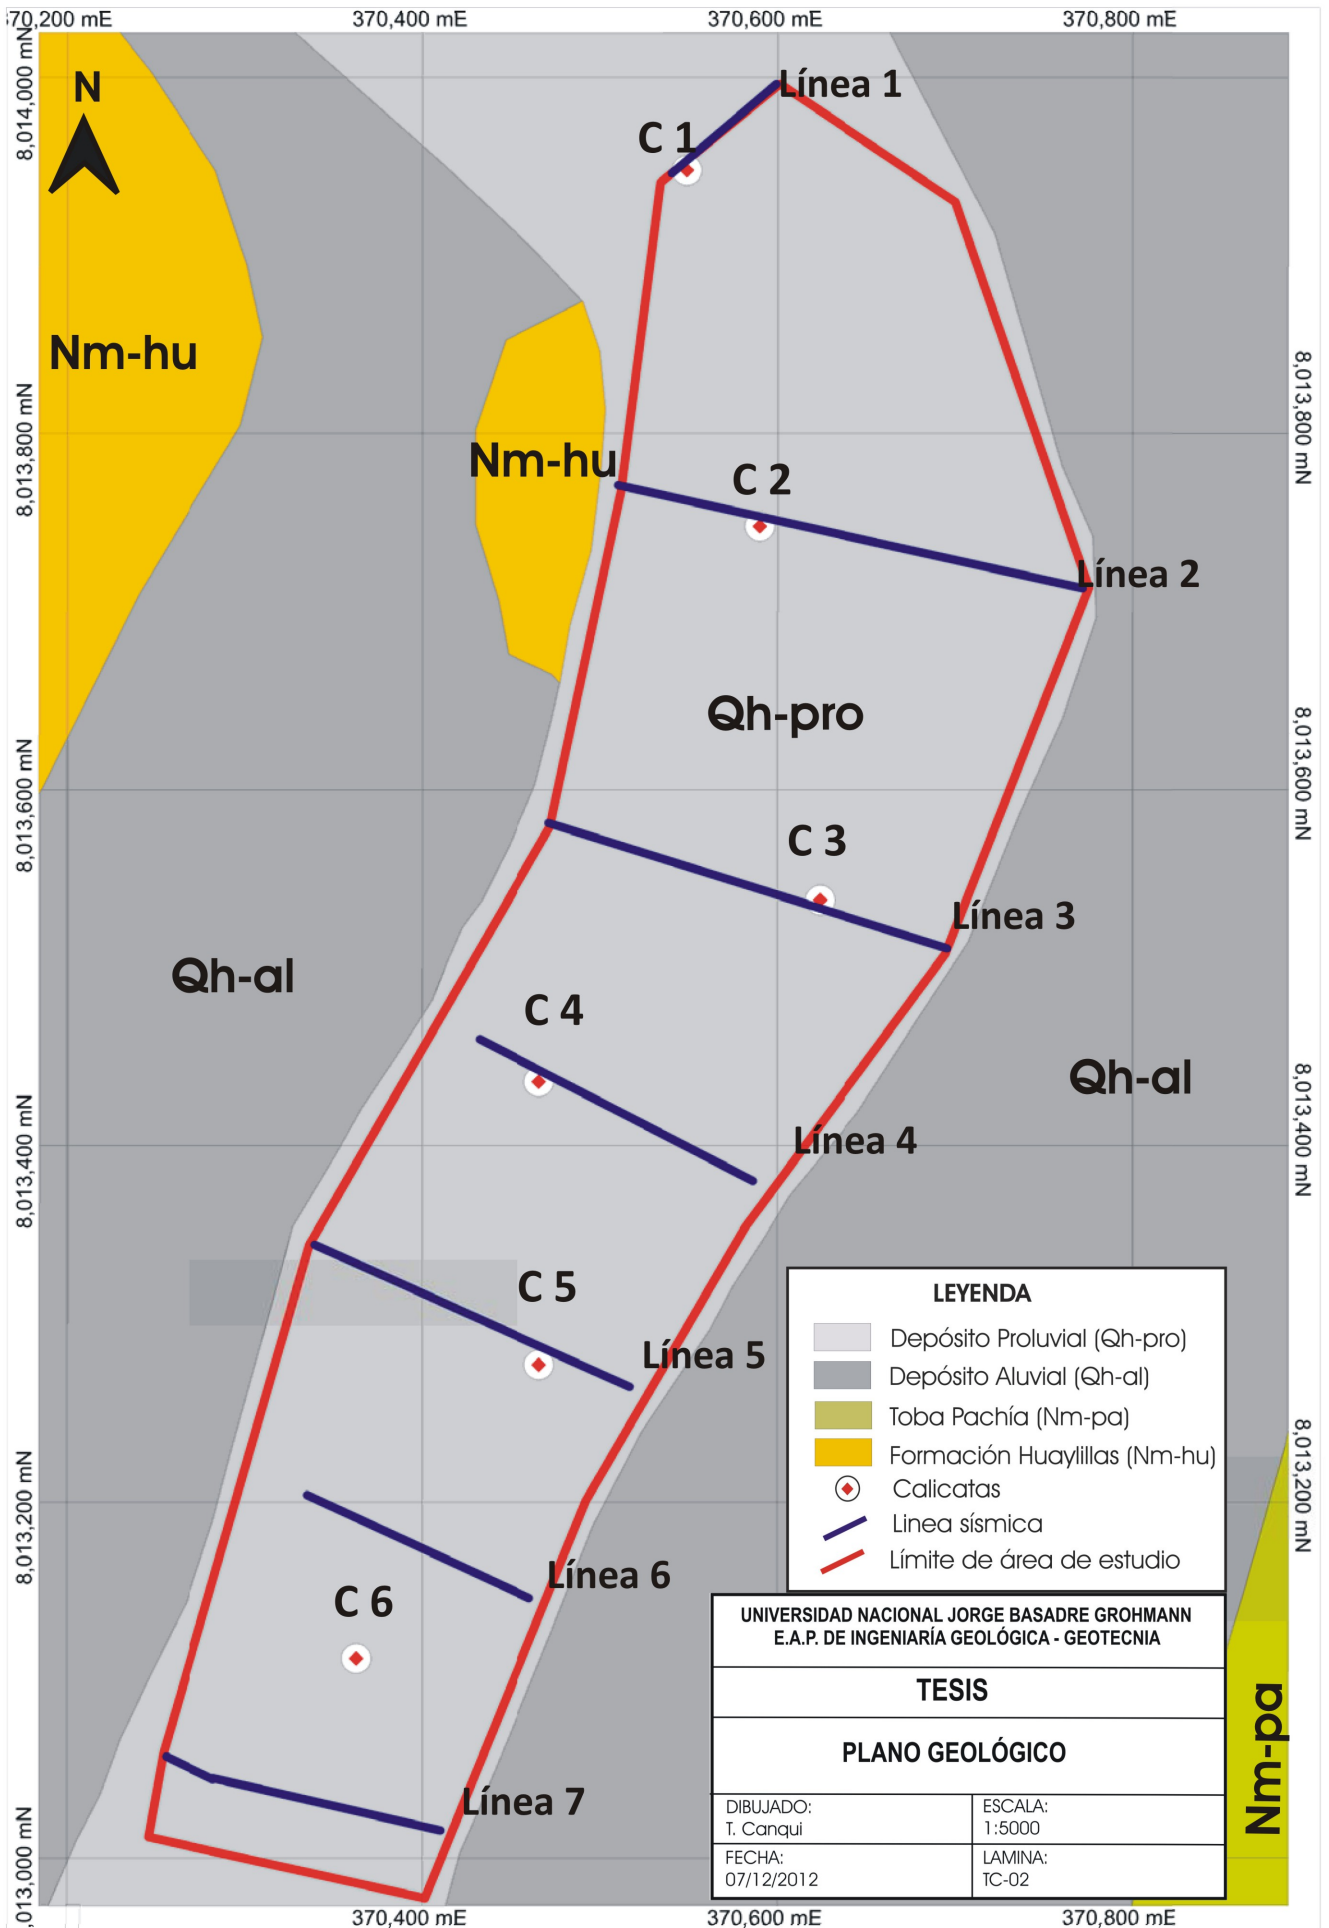 370,200 mE
370,400 mE
370,600 mE
370,800 mE
8,014,000 mN
N
Línea 1
C 1
Nm-hu
8,013,800 mN
8,013,800 mN
Nm-hu
C 2
Línea 2
Qh-pro
8,013,600 mN
8,013,600 mN
C 3
Línea 3
Qh-al
C 4
Qh-al
8,013,400 mN
8,013,400 mN
Línea 4
C 5
Línea 5
LEYENDA
Depósito Proluvial (Qh-pro)
Depósito Aluvial (Qh-al)
Toba Pachía (Nm-pa)
Formación Huaylillas (Nm-hu)
Calicatas
Linea sísmica
Límite de área de estudio
8,013,200 mN
8,013,200 mN
Línea 6
C 6
UNIVERSIDAD NACIONAL JORGE BASADRE GROHMANN
E.A.P. DE INGENIARÍA GEOLÓGICA - GEOTECNIA
TESIS
PLANO GEOLÓGICO
DIBUJADO:
T. Canqui
ESCALA:
1:5000
FECHA:
07/12/2012
LAMINA:
TC-02
Nm-pa
Línea 7
,013,000 mN
370,400 mE
370,600 mE
370,800 mE